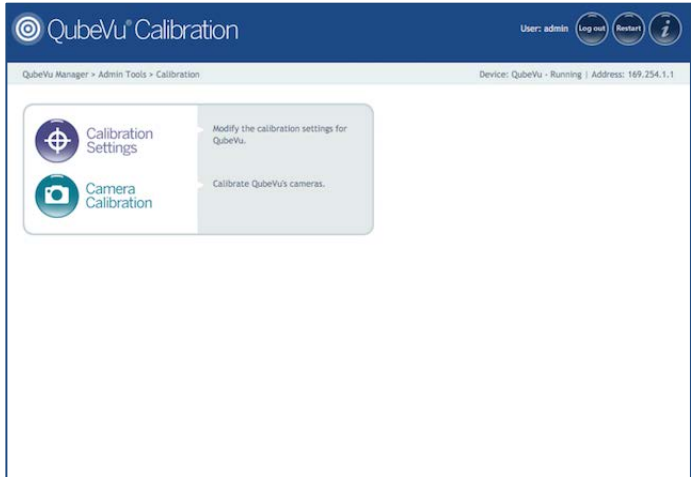 QubeVu® Calibration
User: admin
Log out
Restart
i
QubeVu Manager > Admin Tools > Calibration
Device: QubeVu - Running | Address: 169.254.1.1
Calibration
Settings
Modify the calibration settings for
QubeVu.
Camera
Calibration
Calibrate QubeVu's cameras.